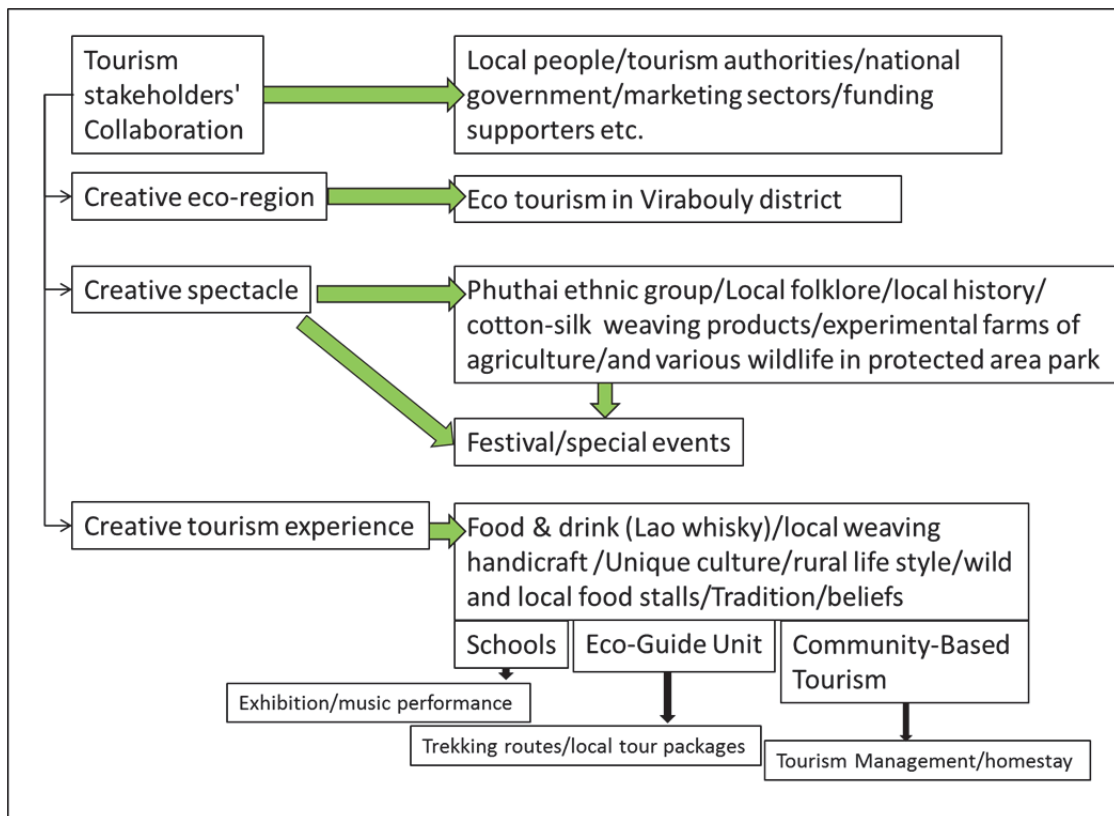 Tourism
stakeholders'
Collaboration
Local people/tourism authorities/national
government/marketing sectors/funding
supporters etc.
Creative eco-region
Eco tourism in Virabouly district
Creative spectacle
Phuthai ethnic group/Local folklore/local history/
cotton-silk weaving products/experimental farms of
agriculture/and various wildlife in protected area park
Festival/special events
Creative tourism experience
Food & drink (Lao whisky)/local weaving
handicraft /Unique culture/rural life style/wild
and local food stalls/Tradition/beliefs
Schools
Eco-Guide Unit
Community-Based
Tourism
Exhibition/music performance
Trekking routes/local tour packages
Tourism Management/homestay